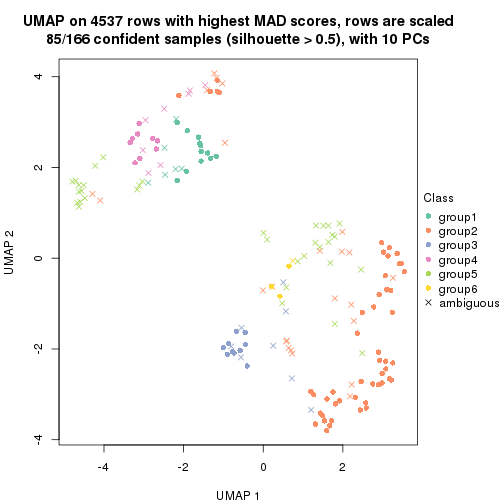 UMAP on 4537 rows with highest MAD scores, rows are scaled
85/166 confident samples (silhouette > 0.5), with 10 PCs
4
2
0
-2
-4
UMAP 2
-4
-2
0
2
UMAP 1
Class
group1
group2
group3
group4
group5
group6
ambiguous